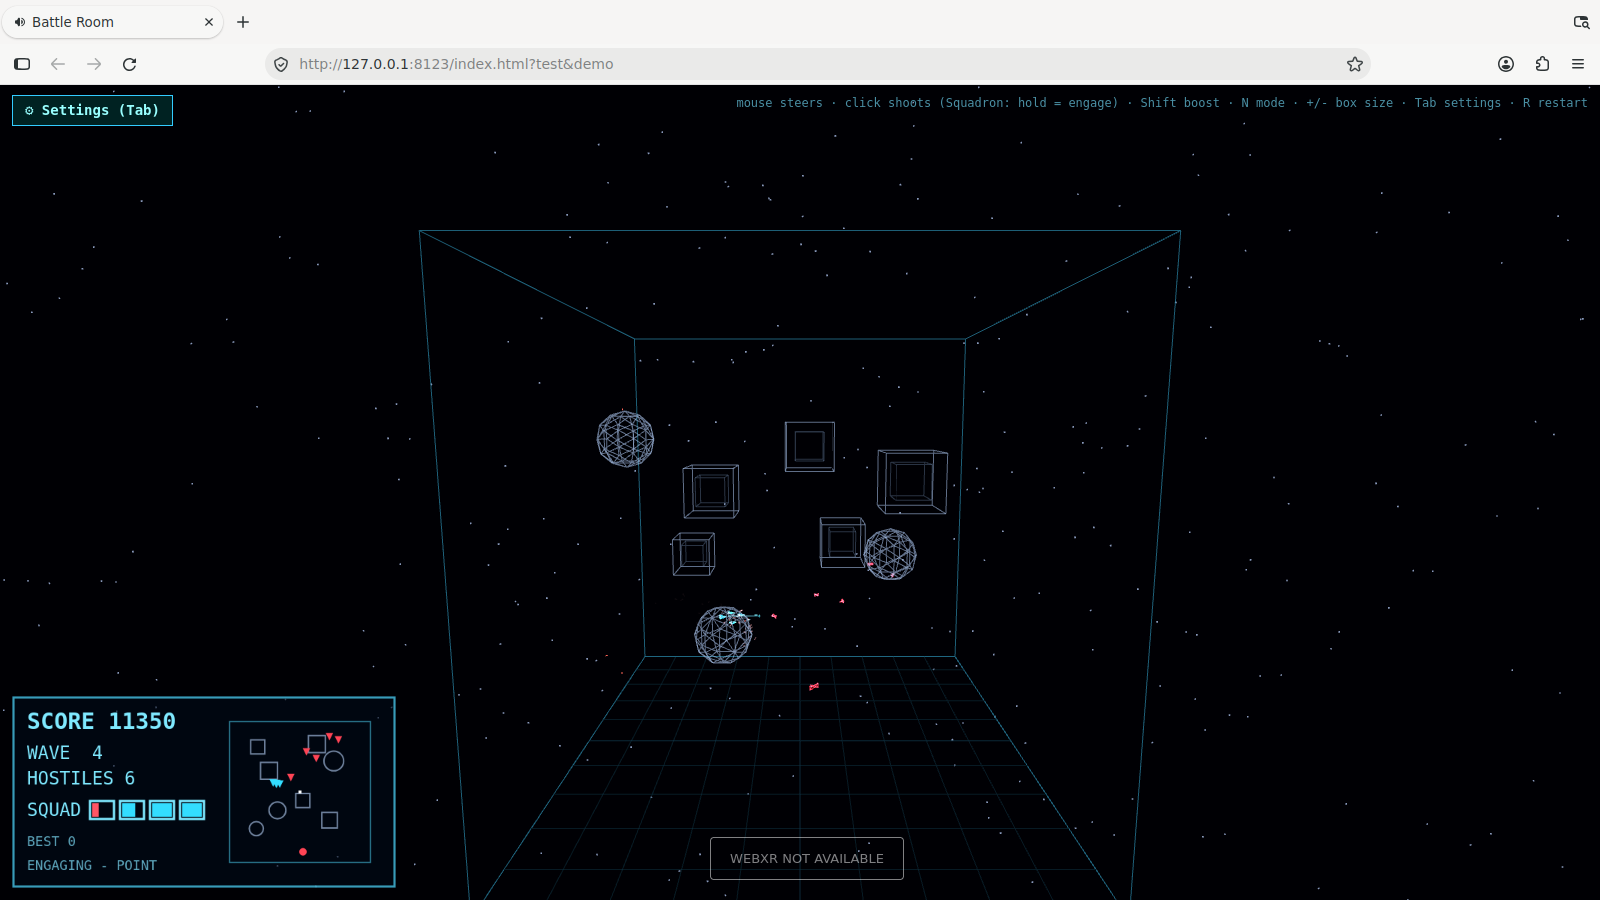 Battle Room
http://127.0.0.1:8123/index.html?test&demo
⚙ Settings (Tab)
mouse steers · click shoots (Squadron: hold = engage) · Shift boost · N mode · +/- box size · Tab settings · R restart
SCORE 11350
WAVE 4
HOSTILES 6
SQUAD
BEST 0
ENGAGING - POINT
WEBXR NOT AVAILABLE